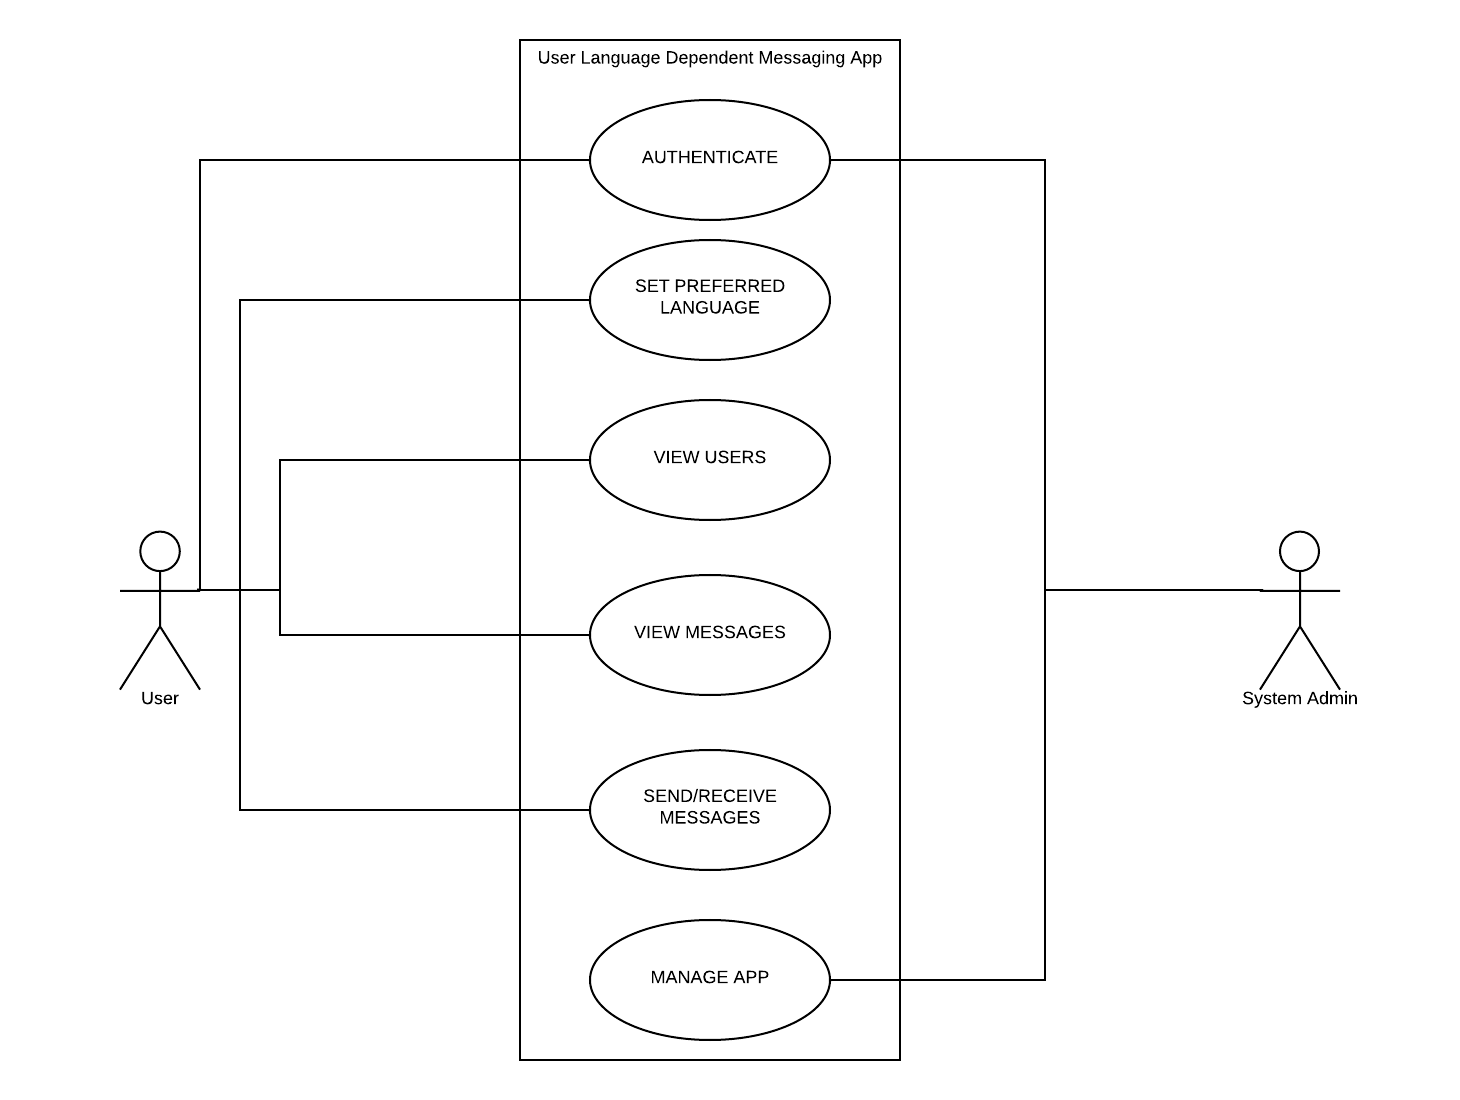 User Language Dependent Messaging App
AUTHENTICATE
SET PREFERRED
LANGUAGE
VIEW USERS
VIEW MESSAGES
User
System Admin
SEND/RECEIVE
MESSAGES
MANAGE APP